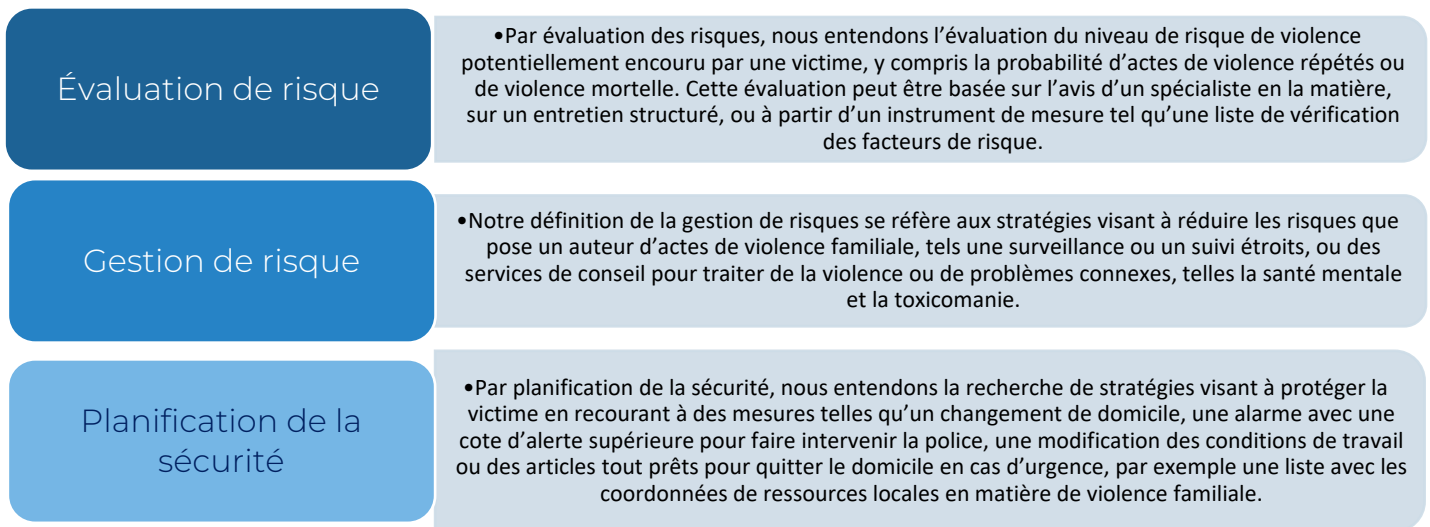 Évaluation de risque
•Par évaluation des risques, nous entendons l’évaluation du niveau de risque de violence
potentiellement encouru par une victime, y compris la probabilité d’actes de violence répétés ou
de violence mortelle. Cette évaluation peut être basée sur l’avis d’un spécialiste en la matière,
sur un entretien structuré, ou à partir d’un instrument de mesure tel qu’une liste de vérification
des facteurs de risque.
Gestion de risque
•Notre définition de la gestion de risques se réfère aux stratégies visant à réduire les risques que
pose un auteur d’actes de violence familiale, tels une surveillance ou un suivi étroits, ou des
services de conseil pour traiter de la violence ou de problèmes connexes, telles la santé mentale
et la toxicomanie.
Planification de la
sécurité
•Par planification de la sécurité, nous entendons la recherche de stratégies visant à protéger la
victime en recourant à des mesures telles qu’un changement de domicile, une alarme avec une
cote d’alerte supérieure pour faire intervenir la police, une modification des conditions de travail
ou des articles tout prêts pour quitter le domicile en cas d’urgence, par exemple une liste avec les
coordonnées de ressources locales en matière de violence familiale.